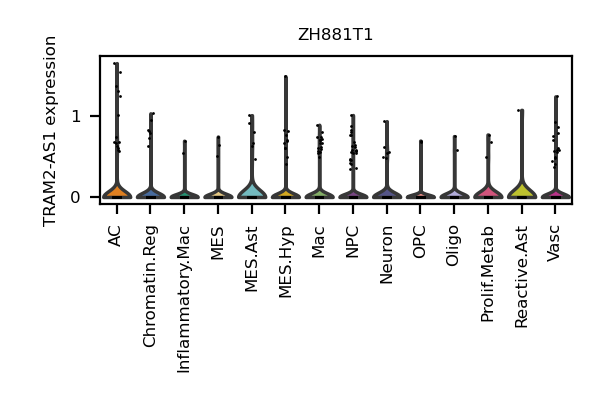 ZH881T1
TRAM2-AS1 expression
1
0
AC
Chromatin.Reg
Inflammatory.Mac
MES
MES.Ast
MES.Hyp
Mac
NPC
Neuron
OPC
Oligo
Prolif.Metab
Reactive.Ast
Vasc